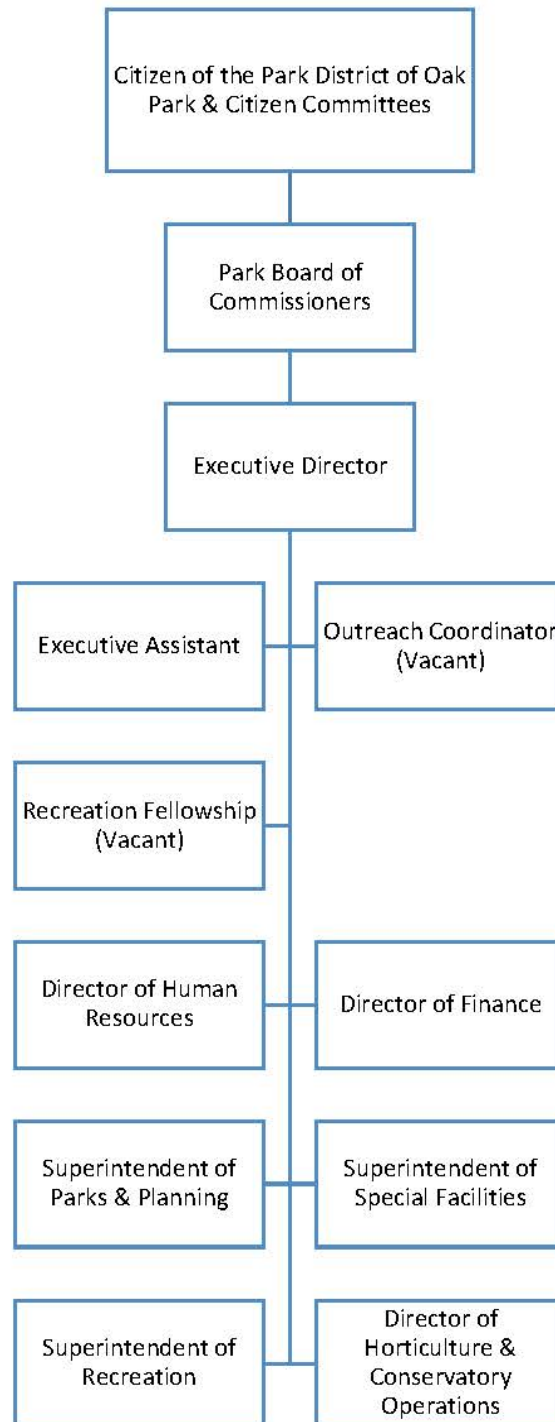 Citizen of the Park District of Oak
Park & Citizen Committees
Park Board of
Commissioners
Executive Director
Executive Assistant
Outreach Coordinator
(Vacant)
Recreation Fellowship
(Vacant)
Director of Human
Resources
Director of Finance
Superintendent of
Parks & Planning
Superintendent of
Special Facilities
Superintendent of
Recreation
Director of
Horticulture &
Conservatory
Operations